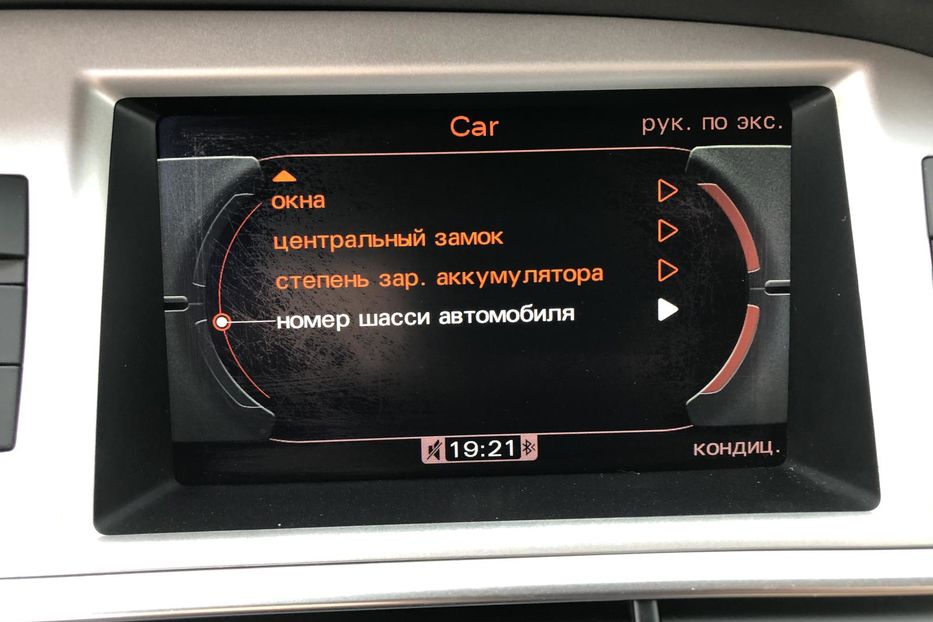 Car
рук. по экс.
окна
центральный замок
степень зар. аккумулятора
номер шасси автомобиля
19:21
кондиц.